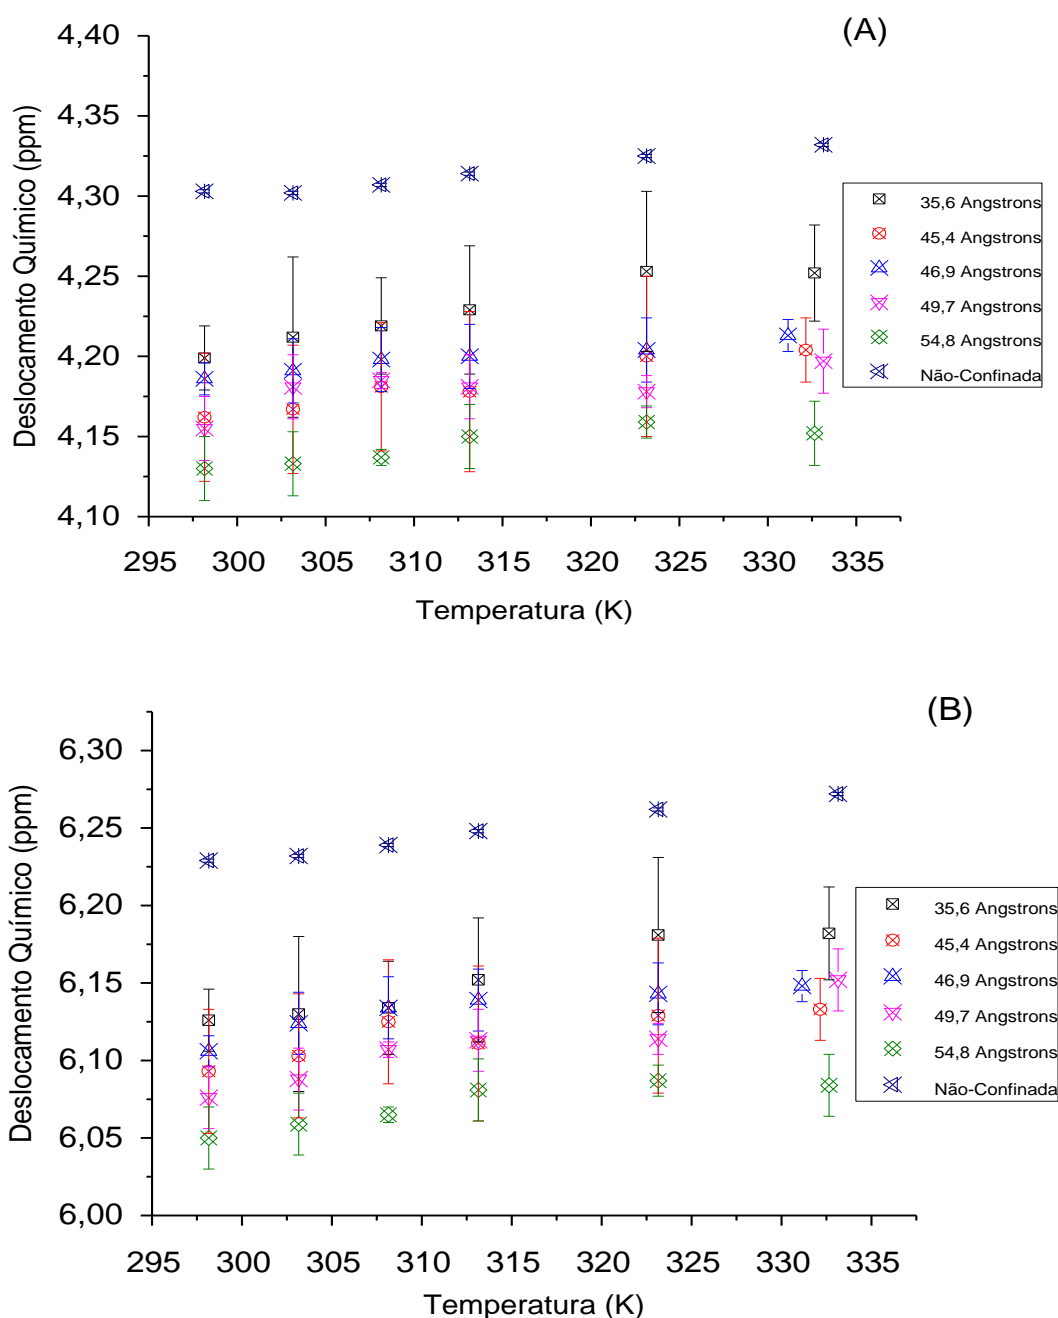 (A)
4,40
4,35
4,30
4,25
4,20
4,15
4,10
Deslocamento Químico (ppm)
295 300 305 310 315 320 325 330 335
Temperatura (K)
35,6 Angstrons
45,4 Angstrons
46,9 Angstrons
49,7 Angstrons
54,8 Angstrons
Não-Confinada
(B)
6,30
6,25
6,20
6,15
6,10
6,05
6,00
Deslocamento Químico (ppm)
295 300 305 310 315 320 325 330 335
Temperatura (K)
35,6 Angstrons
45,4 Angstrons
46,9 Angstrons
49,7 Angstrons
54,8 Angstrons
Não-Confinada